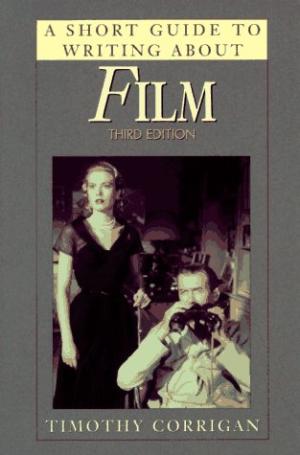 A SHORT GUIDE TO
WRITING ABOUT
FILM
THIRD EDITION
TIMOTHY CORRIGAN